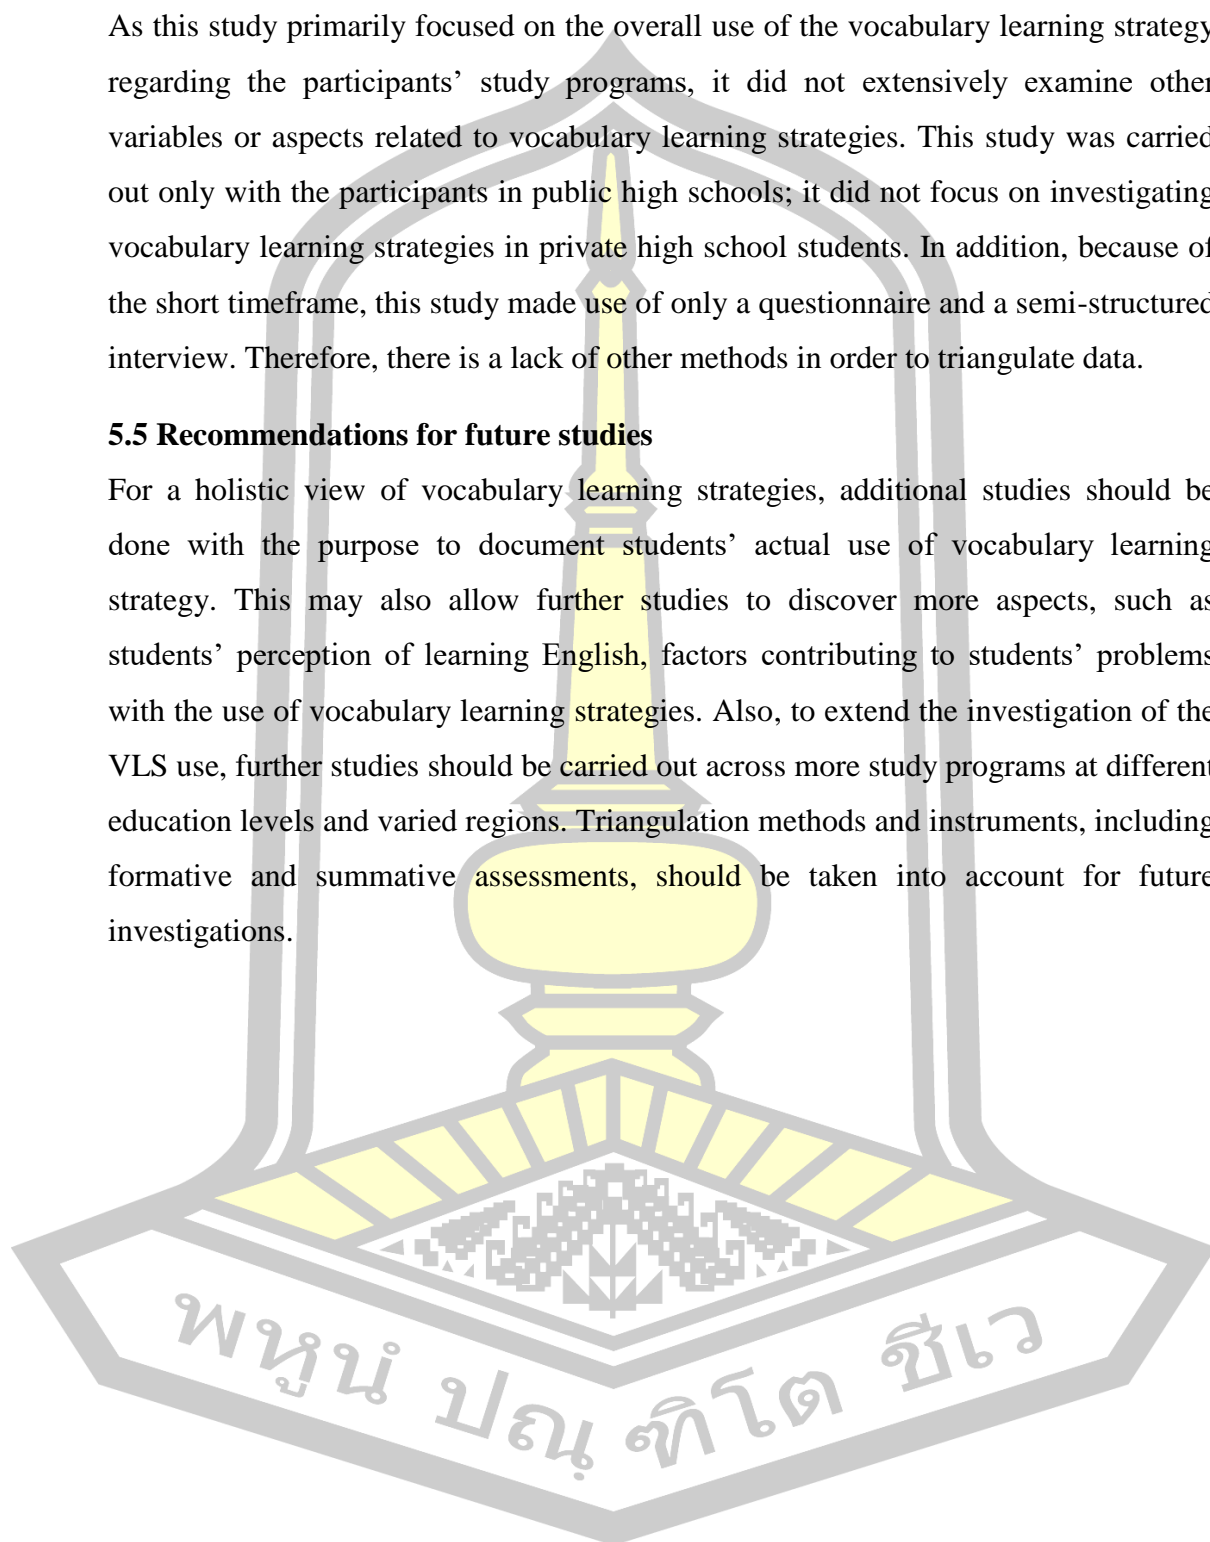 As this study primarily focused on the overall use of the vocabulary learning strategy
regarding the participants’ study programs, it did not extensively examine other
variables or aspects related to vocabulary learning strategies. This study was carried
out only with the participants in public high schools; it did not focus on investigating
vocabulary learning strategies in private high school students. In addition, because of
the short timeframe, this study made use of only a questionnaire and a semi-structured
interview. Therefore, there is a lack of other methods in order to triangulate data.
5.5 Recommendations for future studies
For a holistic view of vocabulary learning strategies, additional studies should be
done with the purpose to document students’ actual use of vocabulary learning
strategy. This may also allow further studies to discover more aspects, such as
students’ perception of learning English, factors contributing to students’ problems
with the use of vocabulary learning strategies. Also, to extend the investigation of the
VLS use, further studies should be carried out across more study programs at different
education levels and varied regions. Triangulation methods and instruments, including
formative and summative assessments, should be taken into account for future
investigations.
พหูนํ ปณฺฑิโต ชีเว